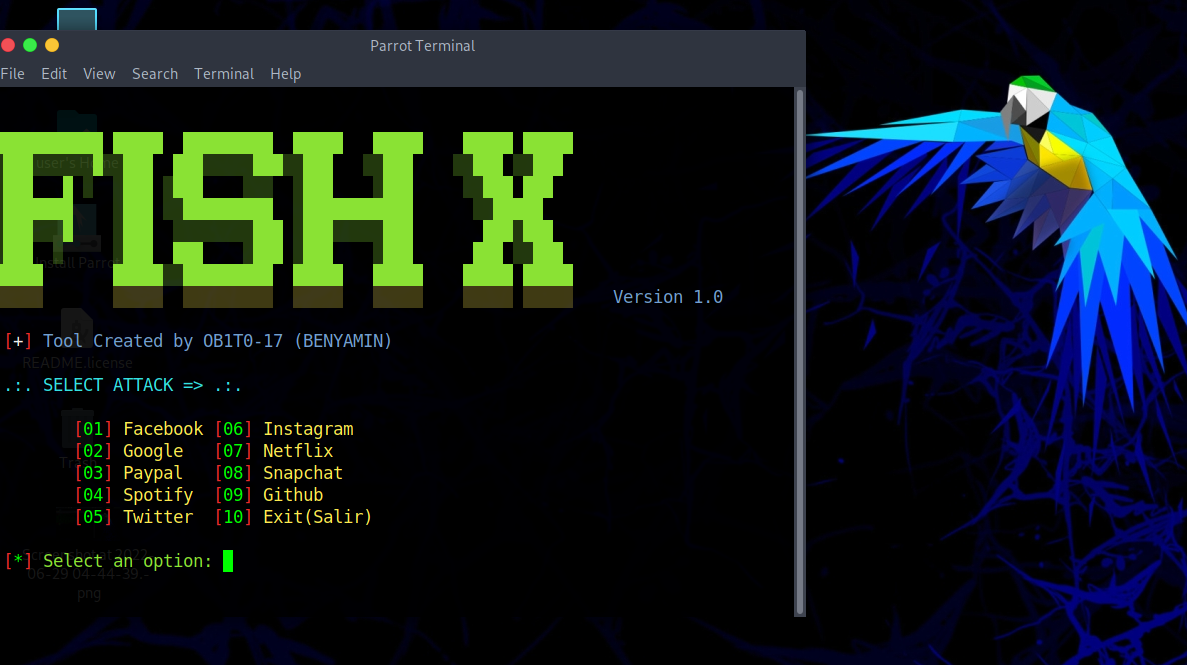 Parrot Terminal
File Edit View Search Terminal Help
user's Home
FISH X
Install Parrot
Version 1.0
[+] Tool Created by OB1T0-17 (BENYAMIN)
README.license
.:. SELECT ATTACK => .:.
[01] Facebook [06] Instagram
[02] Google [07] Netflix
[03] Paypal [08] Snapchat
[04] Spotify [09] Github
[05] Twitter [10] Exit(Salir)
[*] Select an option:
06-29 04-44-39.-
png